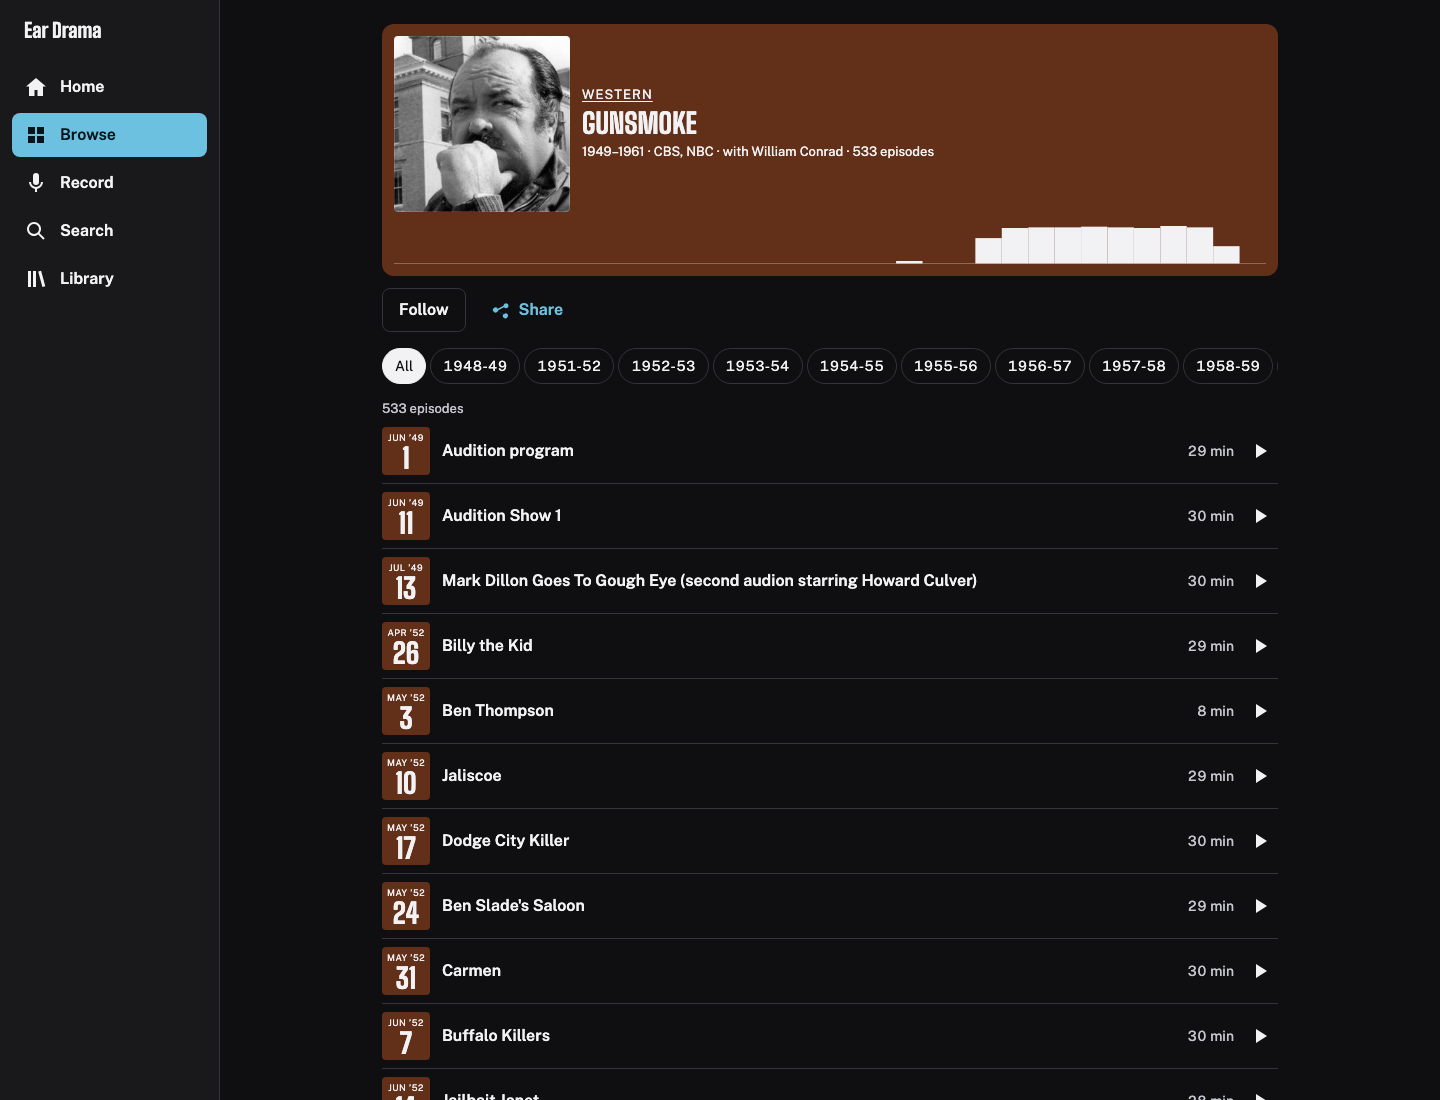 Ear Drama
Home
Browse
Record
Search
Library
WESTERN
GUNSMOKE
1949–1961 · CBS, NBC · with William Conrad · 533 episodes
Follow
Share
All
1948-49
1951-52
1952-53
1953-54
1954-55
1955-56
1956-57
1957-58
1958-59
533 episodes
JUN '49
1
Audition program
29 min
JUN '49
11
Audition Show 1
30 min
JUL '49
13
Mark Dillon Goes To Gough Eye (second audion starring Howard Culver)
30 min
APR '52
26
Billy the Kid
29 min
MAY '52
3
Ben Thompson
8 min
MAY '52
10
Jaliscoe
29 min
MAY '52
17
Dodge City Killer
30 min
MAY '52
24
Ben Slade's Saloon
29 min
MAY '52
31
Carmen
30 min
JUN '52
7
Buffalo Killers
30 min
JUN '52
14
Jailbait Janet
28 min